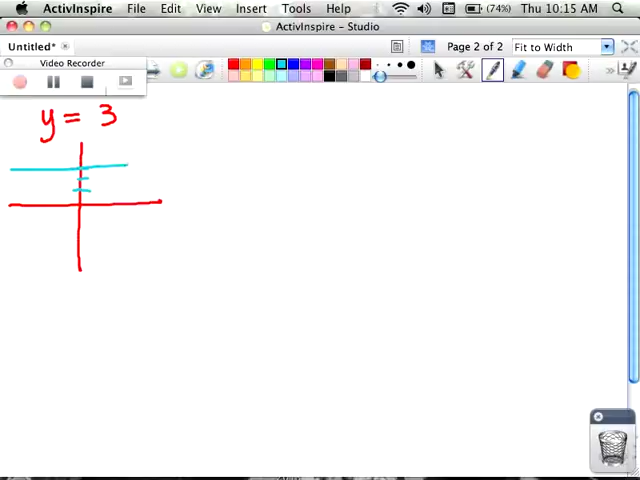 ActivInspire File Edit View Insert Tools Help (74%) Thu 10:15 AM
ActivInspire - Studio
Untitled*
Page 2 of 2 Fit to Width
Video Recorder
y = 3